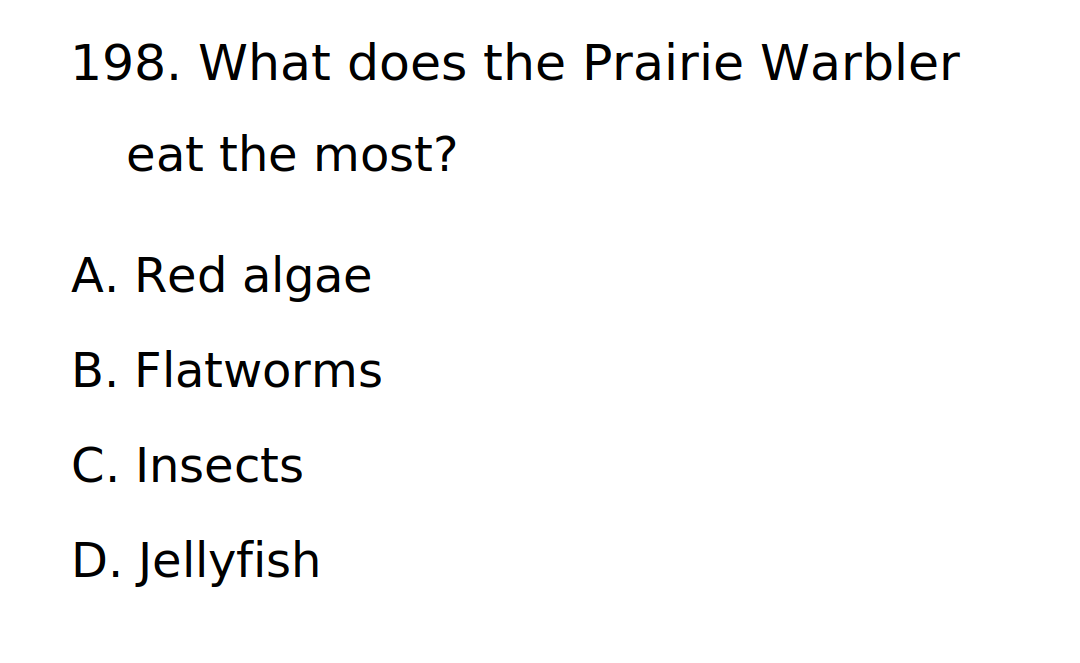 198. What does the Prairie Warbler
eat the most?
A. Red algae
B. Flatworms
C. Insects
D. Jellyfish